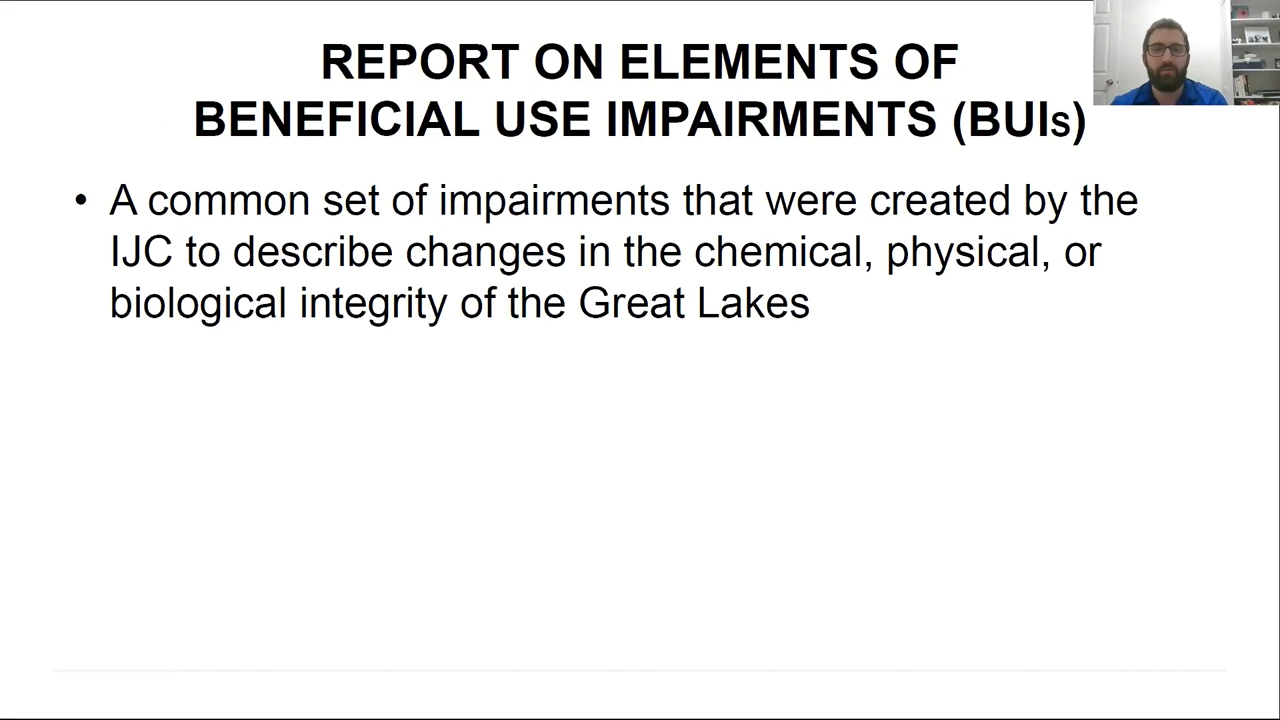 REPORT ON ELEMENTS OF
BENEFICIAL USE IMPAIRMENTS (BUIs)
• A common set of impairments that were created by the
IJC to describe changes in the chemical, physical, or
biological integrity of the Great Lakes